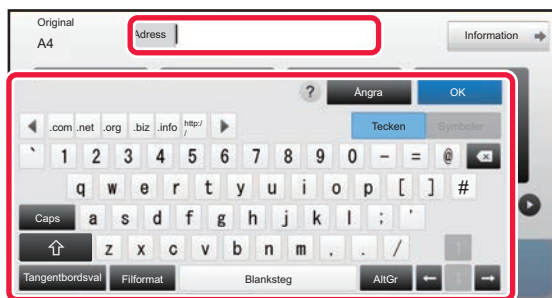 Original
A4
Adress
Information
? Ångra OK
.com .net .org .biz .info http:/
/
Tecken Symboler
` 1 2 3 4 5 6 7 8 9 0 - = @
q w e r t y u i o p [ ] #
Caps a s d f g h j k l ; '
z x c v b n m , . /
Tangentbordsval Filformat Blanksteg AltGr